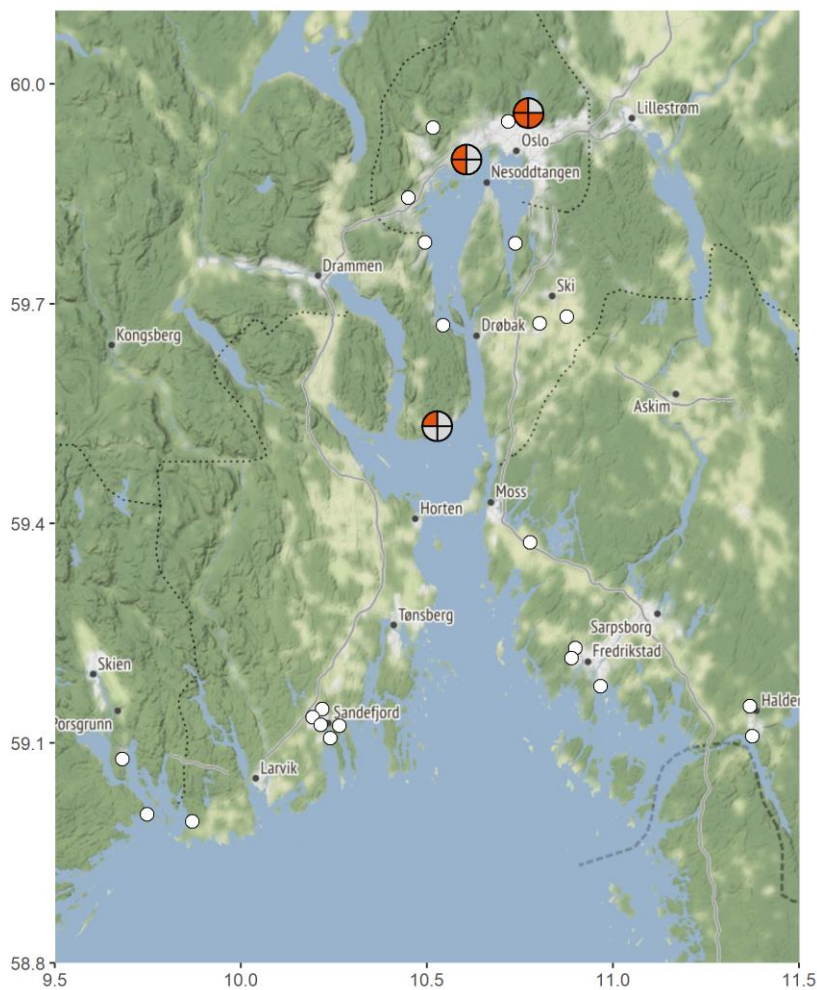 60.0
Lillestrøm
Oslo
Nesoddtangen
Drammen
Ski
59.7
Drøbak
Kongsberg
Askim
Moss
Horten
59.4
Tønsberg
Sarpsborg
Fredrikstad
Skien
Halden
Porsgrunn
Sandefjord
59.1
Larvik
58.8
9.5 10.0 10.5 11.0 11.5